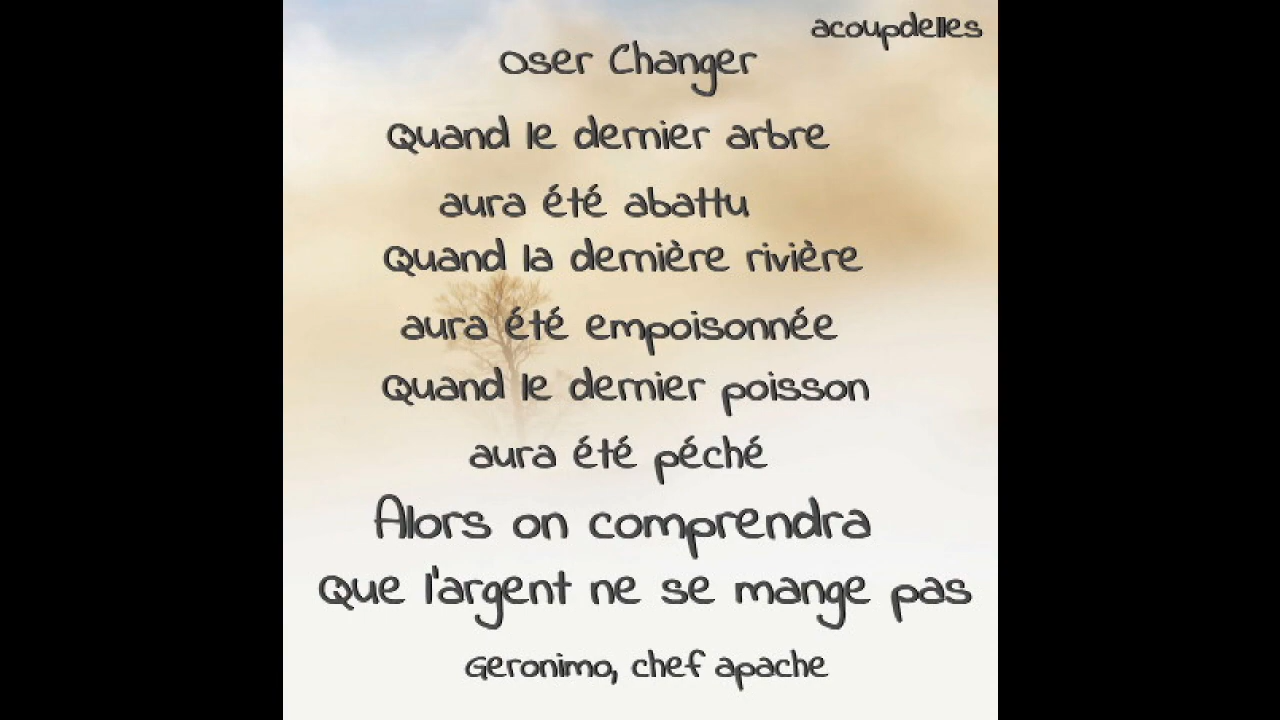 acoupdelles
Oser Changer
Quand le dernier arbre
aura été abattu
Quand la dernière rivière
aura été empoisonnée
Quand le dernier poisson
aura été péché
Alors on comprendra
Que l'argent ne se mange pas
Geronimo, chef apache